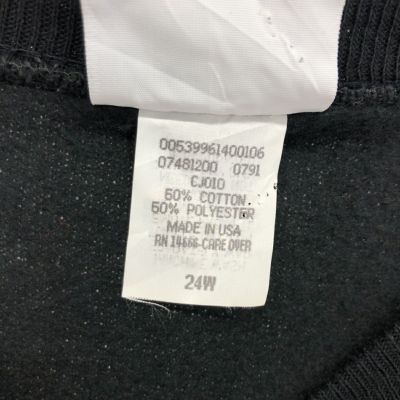 00539961400106
07481200 0791
CJ010
50% COTTON
50% POLYESTER
MADE IN USA
RN 14666-CARE OVER
24W